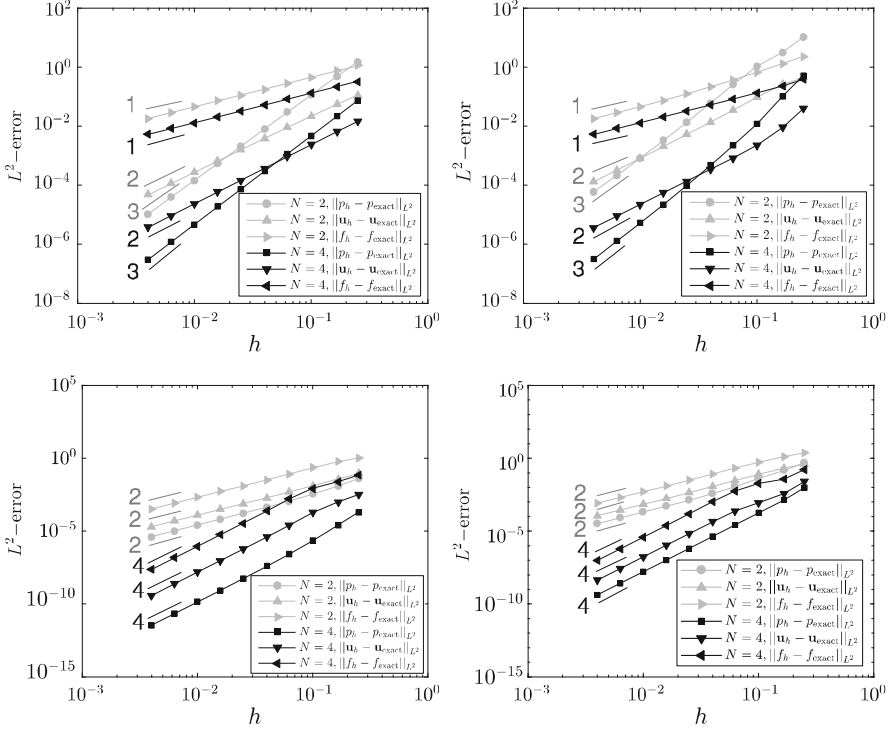 10^2
10^0
10^−2
10^−4
10^−6
10^−8
L^2−error
1
1
2
3
2
3
N = 2, ||p_h − p_exact||_{L^2}
N = 2, ||u_h − u_exact||_{L^2}
N = 2, ||f_h − f_exact||_{L^2}
N = 4, ||p_h − p_exact||_{L^2}
N = 4, ||u_h − u_exact||_{L^2}
N = 4, ||f_h − f_exact||_{L^2}
10^−3 10^−2 10^−1 10^0
h
10^2
10^0
10^−2
10^−4
10^−6
10^−8
L^2−error
1
1
2
3
2
3
N = 2, ||p_h − p_exact||_{L^2}
N = 2, ||u_h − u_exact||_{L^2}
N = 2, ||f_h − f_exact||_{L^2}
N = 4, ||p_h − p_exact||_{L^2}
N = 4, ||u_h − u_exact||_{L^2}
N = 4, ||f_h − f_exact||_{L^2}
10^−3 10^−2 10^−1 10^0
h
10^5
10^0
10^−5
10^−10
10^−15
L^2−error
2
2
2
4
4
4
N = 2, ||p_h − p_exact||_{L^2}
N = 2, ||u_h − u_exact||_{L^2}
N = 2, ||f_h − f_exact||_{L^2}
N = 4, ||p_h − p_exact||_{L^2}
N = 4, ||u_h − u_exact||_{L^2}
N = 4, ||f_h − f_exact||_{L^2}
10^−3 10^−2 10^−1 10^0
h
10^5
10^0
10^−5
10^−10
10^−15
L^2−error
2
2
2
4
4
4
N = 2, ||p_h − p_exact||_{L^2}
N = 2, ||u_h − u_exact||_{L^2}
N = 2, ||f_h − f_exact||_{L^2}
N = 4, ||p_h − p_exact||_{L^2}
N = 4, ||u_h − u_exact||_{L^2}
N = 4, ||f_h − f_exact||_{L^2}
10^−3 10^−2 10^−1 10^0
h